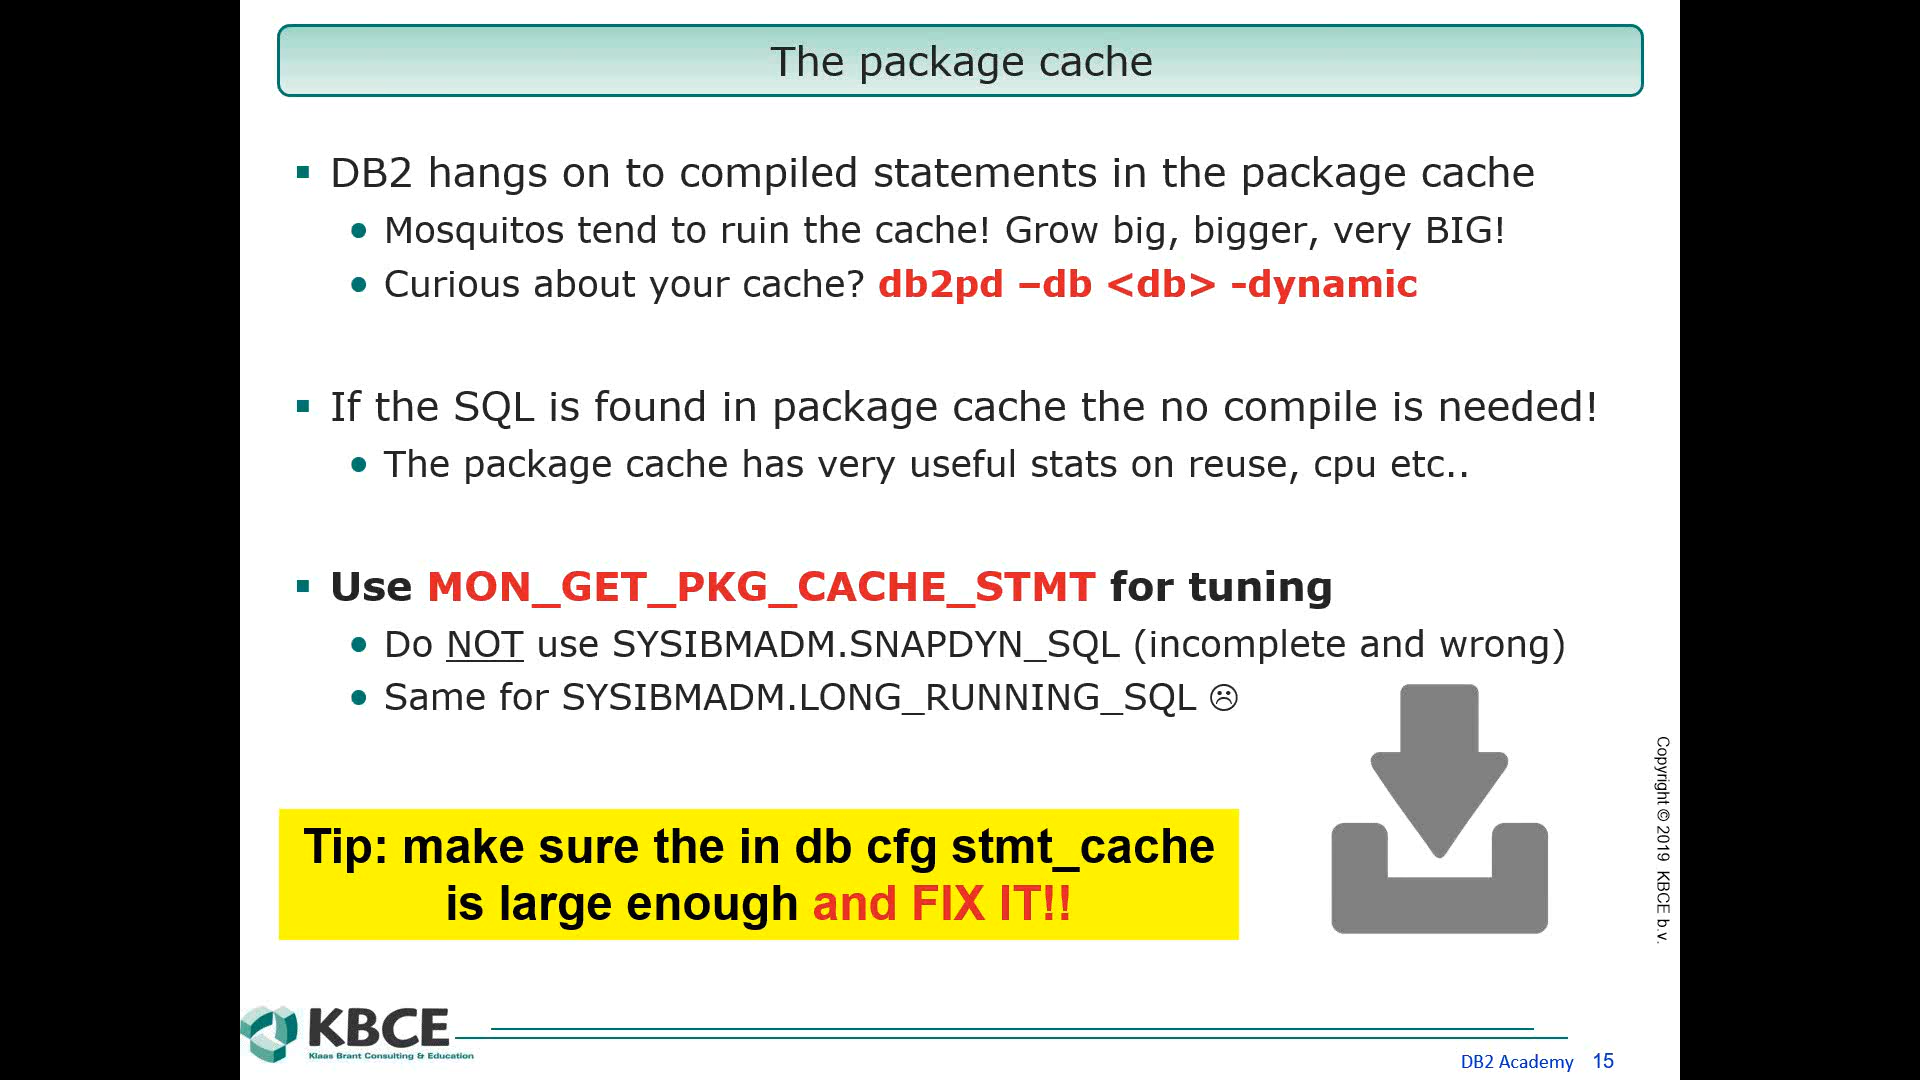 The package cache
DB2 hangs on to compiled statements in the package cache
Mosquitos tend to ruin the cache! Grow big, bigger, very BIG!
Curious about your cache? db2pd –db <db> -dynamic
If the SQL is found in package cache the no compile is needed!
The package cache has very useful stats on reuse, cpu etc..
Use MON_GET_PKG_CACHE_STMT for tuning
Do NOT use SYSIBMADM.SNAPDYN_SQL (incomplete and wrong)
Same for SYSIBMADM.LONG_RUNNING_SQL ☹
Tip: make sure the in db cfg stmt_cache
is large enough and FIX IT!!
Copyright © 2019 KBCE b.v.
KBCE
Klaas Brant Consulting & Education
DB2 Academy 15